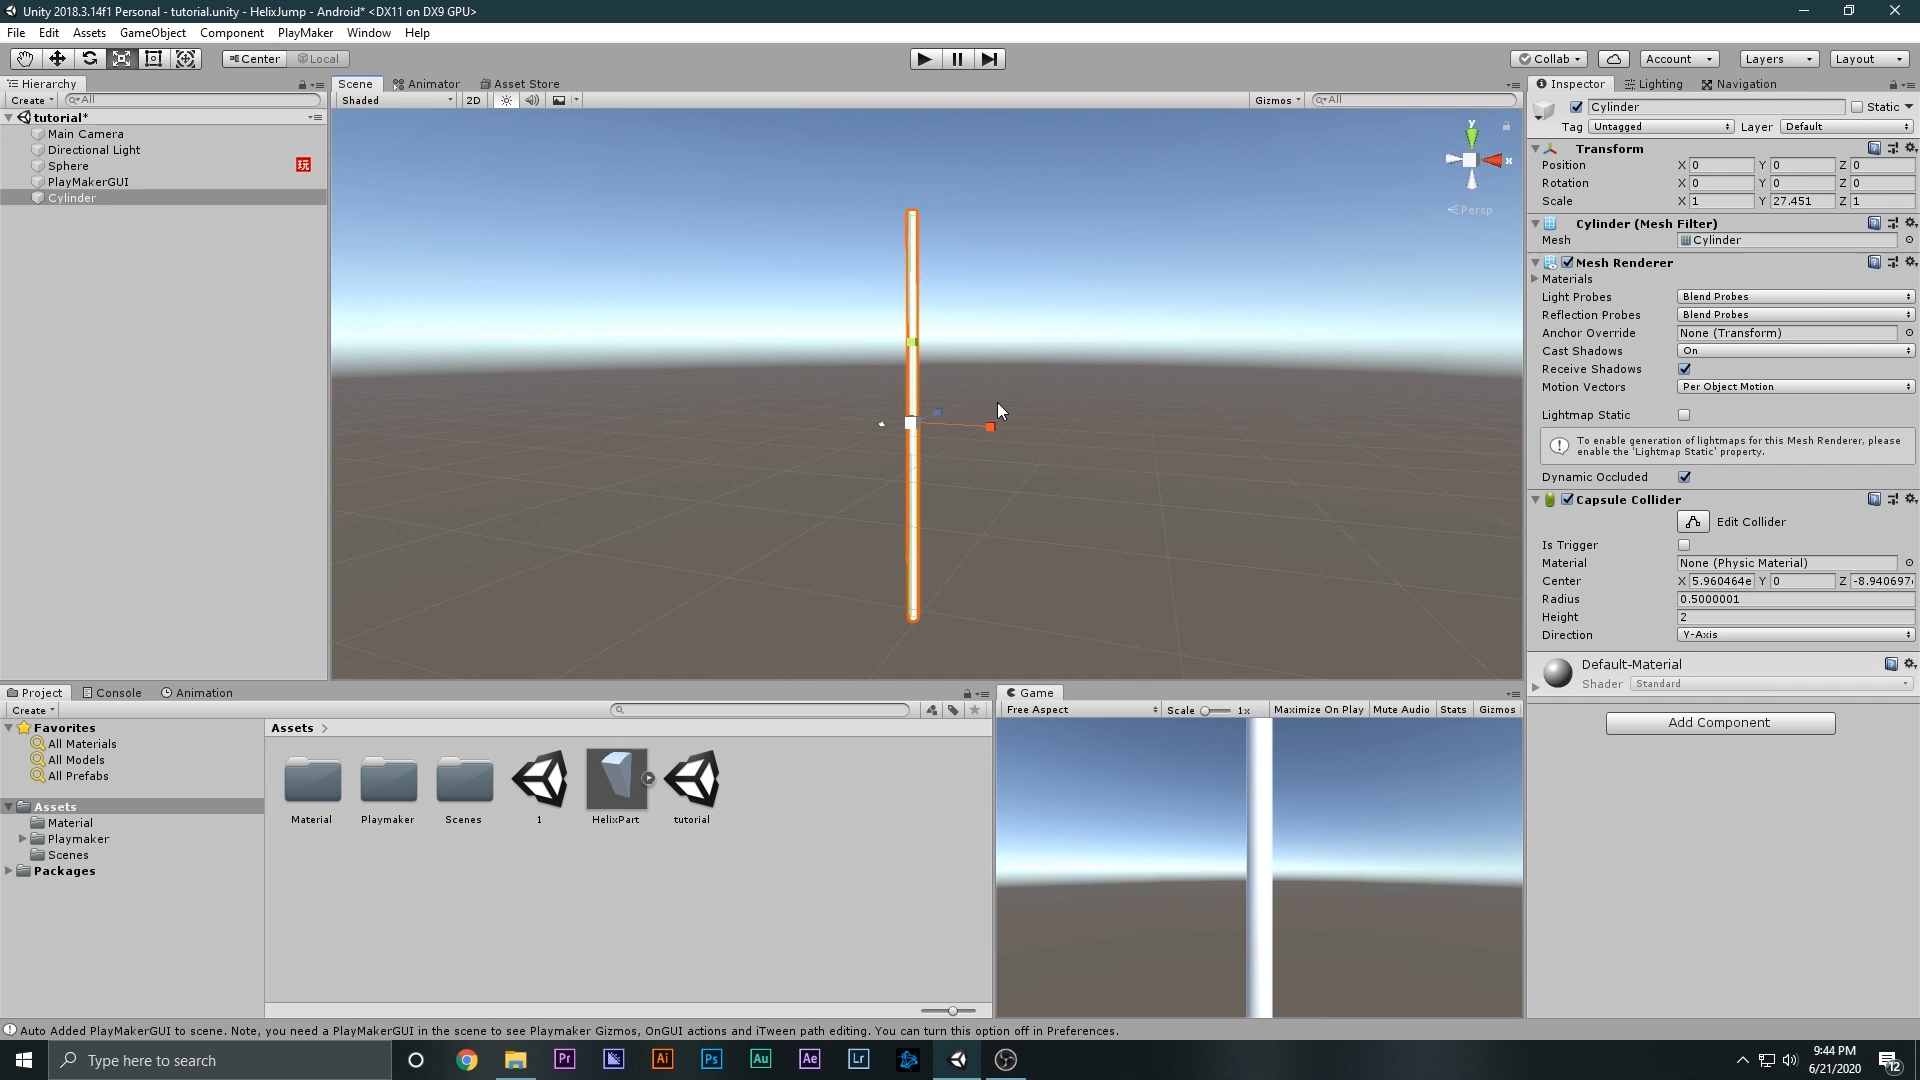 Unity 2018.3.14f1 Personal - tutorial.unity - HelixJump - Android* <DX11 on DX9 GPU>
File Edit Assets GameObject Component PlayMaker Window Help
Center Local
Collab Account Layers Layout
Hierarchy
Create All
tutorial*
Main Camera
Directional Light
Sphere
玩
PlayMakerGUI
Cylinder
Scene Animator Asset Store
Shaded 2D Gizmos All
y
x
Persp
Inspector Lighting Navigation
Cylinder Static
Tag Untagged Layer Default
Transform
Position X 0 Y 0 Z 0
Rotation X 0 Y 0 Z 0
Scale X 1 Y 27.451 Z 1
Cylinder (Mesh Filter)
Mesh Cylinder
Mesh Renderer
Materials
Light Probes Blend Probes
Reflection Probes Blend Probes
Anchor Override None (Transform)
Cast Shadows On
Receive Shadows
Motion Vectors Per Object Motion
Lightmap Static
To enable generation of lightmaps for this Mesh Renderer, please
enable the 'Lightmap Static' property.
Dynamic Occluded
Capsule Collider
Edit Collider
Is Trigger
Material None (Physic Material)
Center X 5.960464e Y 0 Z -8.940697
Radius 0.5000001
Height 2
Direction Y-Axis
Default-Material
Shader Standard
Add Component
Project Console Animation
Create
Favorites
All Materials
All Models
All Prefabs
Assets
Material
Playmaker
Scenes
Packages
Assets
Material Playmaker Scenes 1 HelixPart tutorial
Game
Free Aspect Scale 1x Maximize On Play Mute Audio Stats Gizmos
Auto Added PlayMakerGUI to scene. Note, you need a PlayMakerGUI in the scene to see Playmaker Gizmos, OnGUI actions and iTween path editing. You can turn this option off in Preferences.
Type here to search
Pr Ai Ps Au Ae Lr
9:44 PM
6/21/2020
12